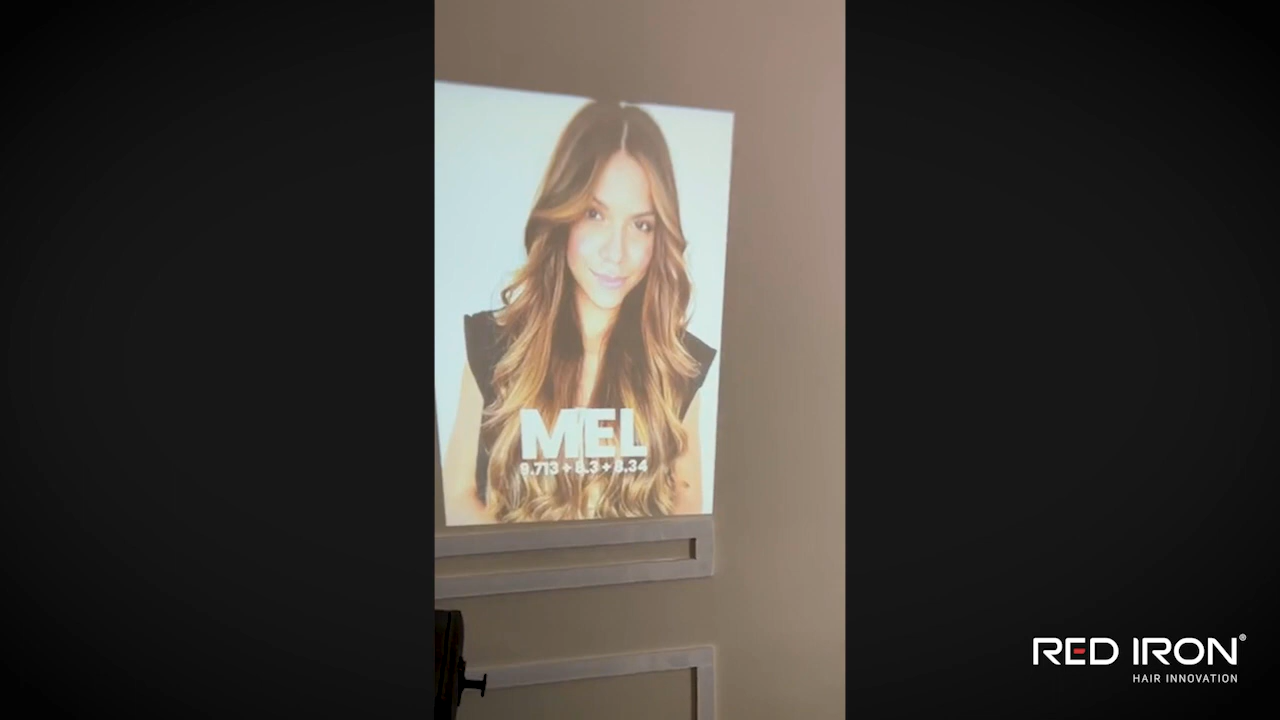 MEL
9.713 + 8.3 + 8.34
RED IRON®
HAIR INNOVATION